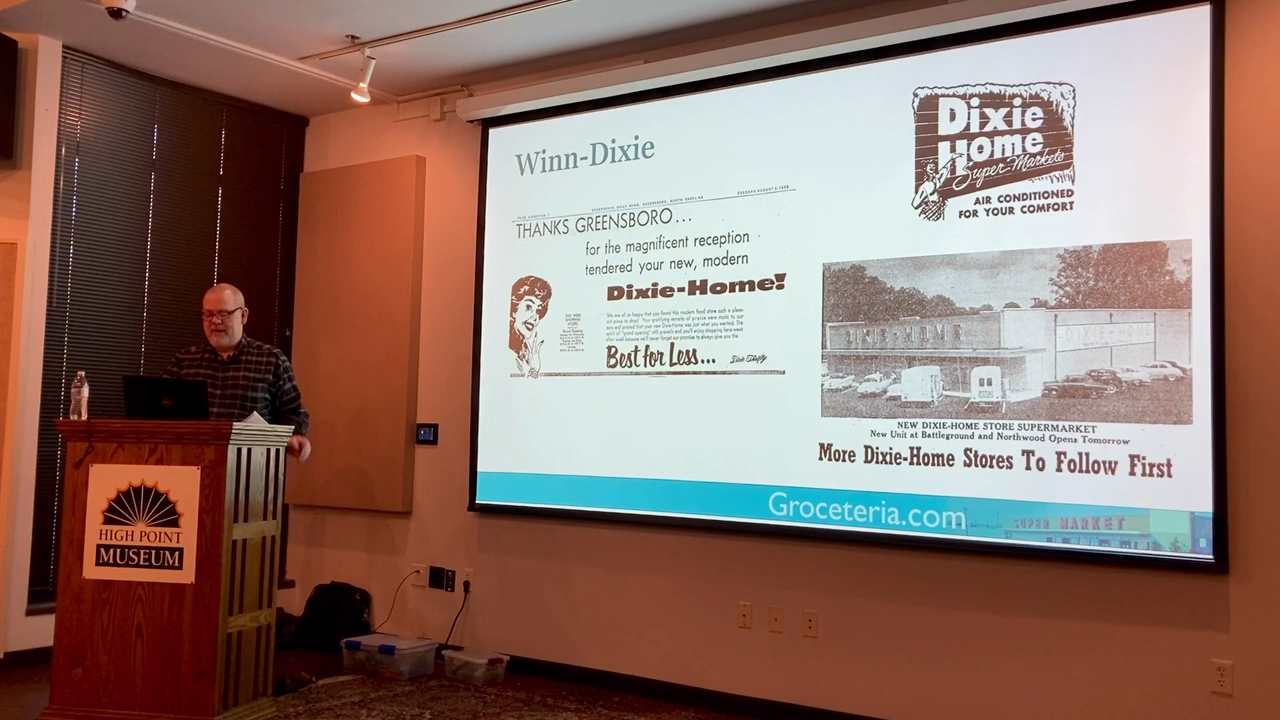 Winn-Dixie
THANKS GREENSBORO...
for the magnificent reception
tendered your new, modern
Dixie-Home!
Best for Less...
Dixie
Home
Super Markets
AIR CONDITIONED
FOR YOUR COMFORT
DIXIE HOME
NEW DIXIE-HOME STORE SUPERMARKET
New Unit at Battleground and Northwood Opens Tomorrow
More Dixie-Home Stores To Follow First
Groceteria.com
SUPER MARKET
HIGH POINT
MUSEUM